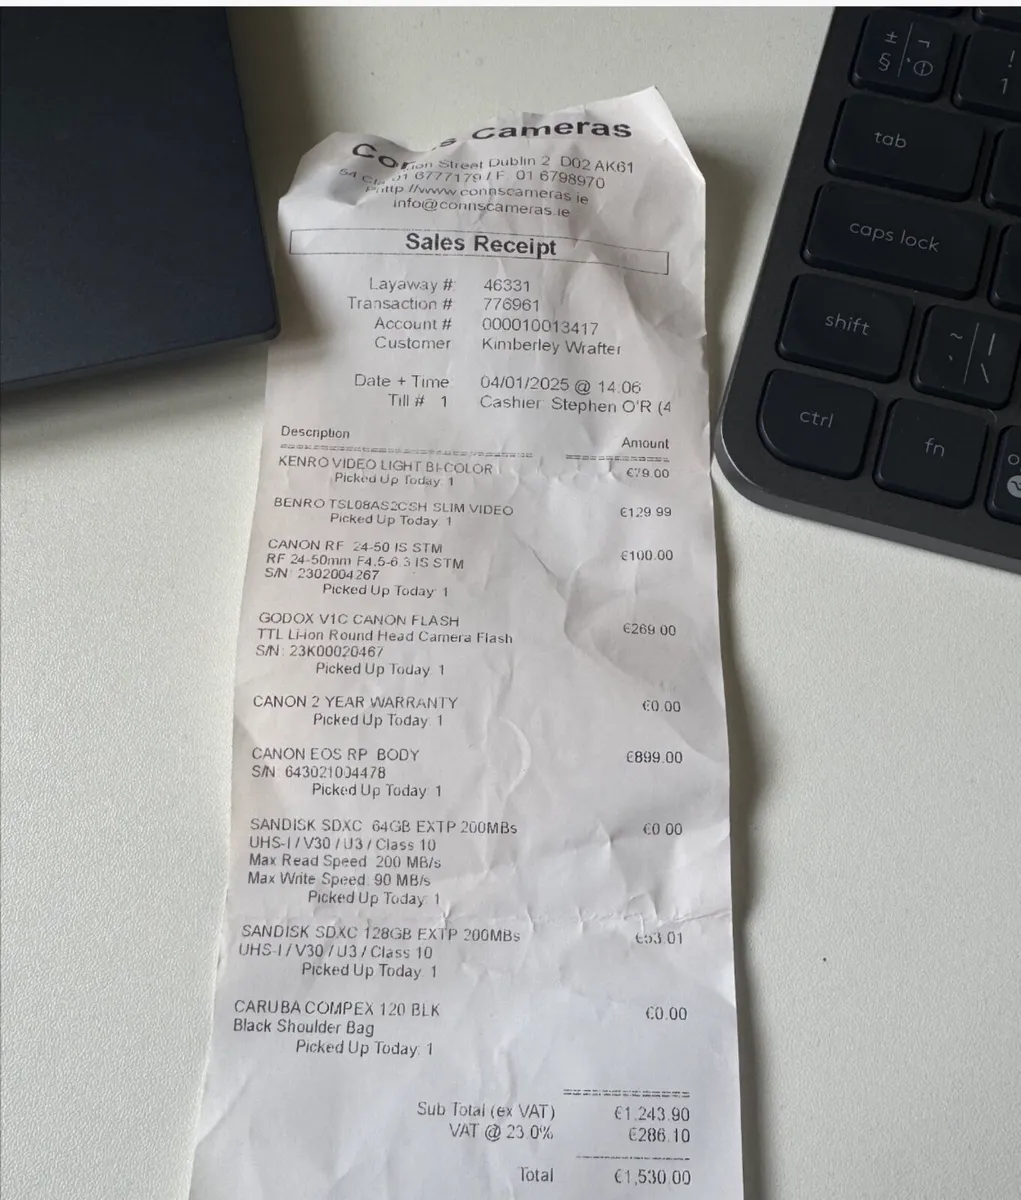 Cameras
Street Dublin 2 D02 AK61
01 6777179 / F. 01 6798970
http //www.connscameras.ie
info@connscameras.ie
Sales Receipt
Layaway #: 46331
Transaction # 776961
Account # 000010013417
Customer Kimberley Wrafter
Date + Time 04/01/2025 @ 14:06
Till # 1 Cashier: Stephen O'R (4
Description Amount
KENRO VIDEO LIGHT BI-COLOR €79.00
Picked Up Today: 1
BENRO TSL08AS2CSH SLIM VIDEO €129.99
Picked Up Today: 1
CANON RF 24-50 IS STM €100.00
RF 24-50mm F4.5-6.3 IS STM
S/N: 2302004267
Picked Up Today: 1
GODOX V1C CANON FLASH €269.00
TTL Li-ion Round Head Camera Flash
S/N: 23K00020467
Picked Up Today: 1
CANON 2 YEAR WARRANTY €0.00
Picked Up Today: 1
CANON EOS RP BODY €899.00
S/N: 643021004478
Picked Up Today: 1
SANDISK SDXC 64GB EXTP 200MBs €0.00
UHS-I / V30 / U3 / Class 10
Max Read Speed: 200 MB/s
Max Write Speed: 90 MB/s
Picked Up Today: 1
SANDISK SDXC 128GB EXTP 200MBs €53.01
UHS-I / V30 / U3 / Class 10
Picked Up Today: 1
CARUBA COMPEX 120 BLK €0.00
Black Shoulder Bag
Picked Up Today: 1
Sub Total (ex VAT) €1,243.90
VAT @ 23.0% €286.10
Total €1,530.00
± ¬
§ ¦
! 
1
tab
caps lock
shift
~ |
\
ctrl
fn